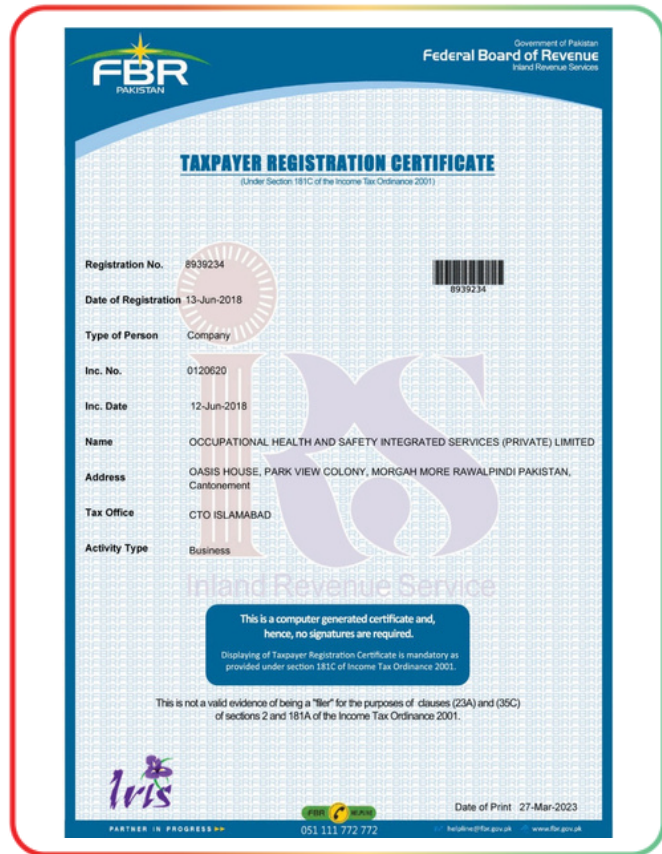 FBR
PAKISTAN
Government of Pakistan
Federal Board of Revenue
Inland Revenue Services
TAXPAYER REGISTRATION CERTIFICATE
(Under Section 181C of the Income Tax Ordinance 2001)
Registration No. 8939234
8939234
Date of Registration 13-Jun-2018
Type of Person Company
Inc. No. 0120620
Inc. Date 12-Jun-2018
Name OCCUPATIONAL HEALTH AND SAFETY INTEGRATED SERVICES (PRIVATE) LIMITED
Address OASIS HOUSE, PARK VIEW COLONY, MORGAH MORE RAWALPINDI PAKISTAN,
Cantonement
Tax Office CTO ISLAMABAD
Activity Type Business
IRS
Inland Revenue Service
This is a computer generated certificate and,
hence, no signatures are required.
Displaying of Taxpayer Registration Certificate is mandatory as
provided under section 181C of Income Tax Ordinance 2001.
This is not a valid evidence of being a "filer" for the purposes of clauses (23A) and (35C)
of sections 2 and 181A of the Income Tax Ordinance 2001.
Iris
PARTNER IN PROGRESS
FBR
051 111 772 772
Date of Print 27-Mar-2023
helpline@fbr.gov.pk www.fbr.gov.pk